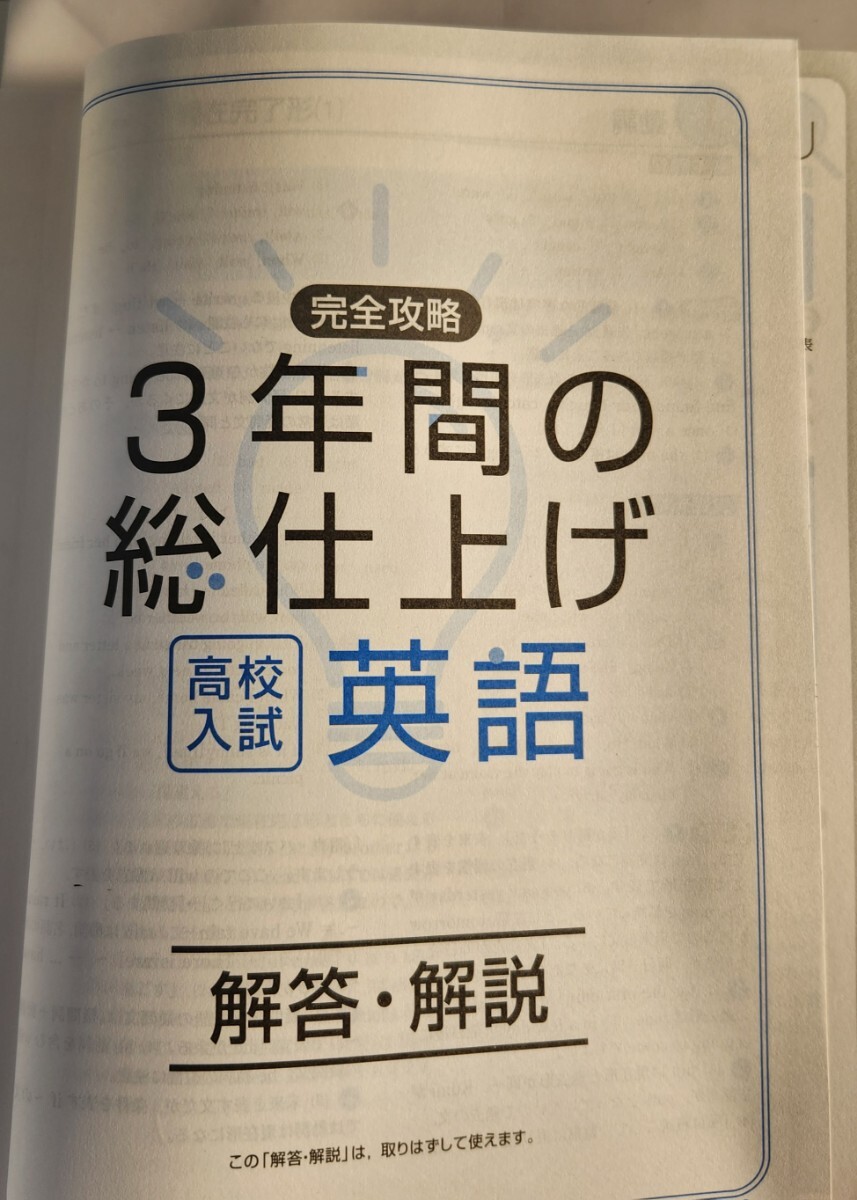 完全攻略
3年間の
総仕上げ
高校
入試
英語
解答・解説
この「解答・解説」は，取りはずして使えます。